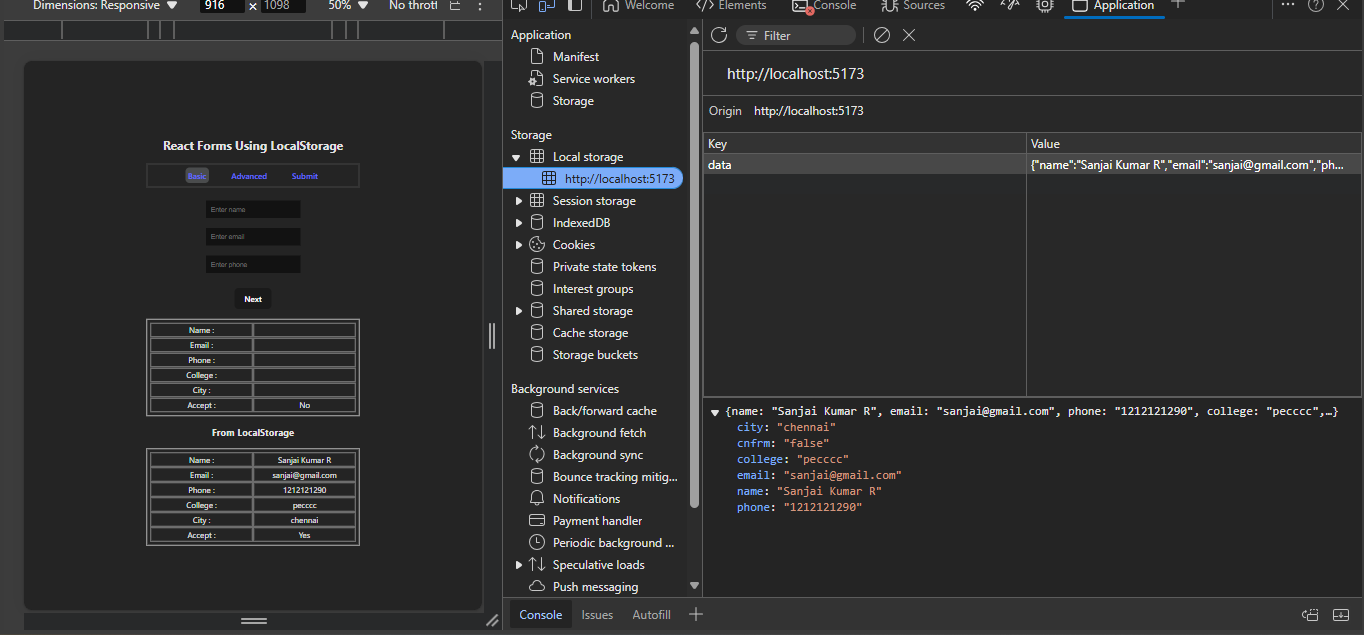 Dimensions: Responsive 916 × 1098 50% No thrott
React Forms Using LocalStorage
Basic Advanced Submit
Enter name
Enter email
Enter phone
Next
Name :
Email :
Phone :
College :
City :
Accept : No
From LocalStorage
Name : Sanjai Kumar R
Email : sanjai@gmail.com
Phone : 1212121290
College : pecccc
City : chennai
Accept : Yes
Welcome Elements Console Sources Application
Application
Manifest
Service workers
Storage
Storage
Local storage
http://localhost:5173
Session storage
IndexedDB
Cookies
Private state tokens
Interest groups
Shared storage
Cache storage
Storage buckets
Background services
Back/forward cache
Background fetch
Background sync
Bounce tracking mitig...
Notifications
Payment handler
Periodic background ...
Speculative loads
Push messaging
Filter
http://localhost:5173
Origin http://localhost:5173
Key Value
data {"name":"Sanjai Kumar R","email":"sanjai@gmail.com","ph...
{name: "Sanjai Kumar R", email: "sanjai@gmail.com", phone: "1212121290", college: "pecccc",…}
city: "chennai"
cnfrm: "false"
college: "pecccc"
email: "sanjai@gmail.com"
name: "Sanjai Kumar R"
phone: "1212121290"
Console Issues Autofill